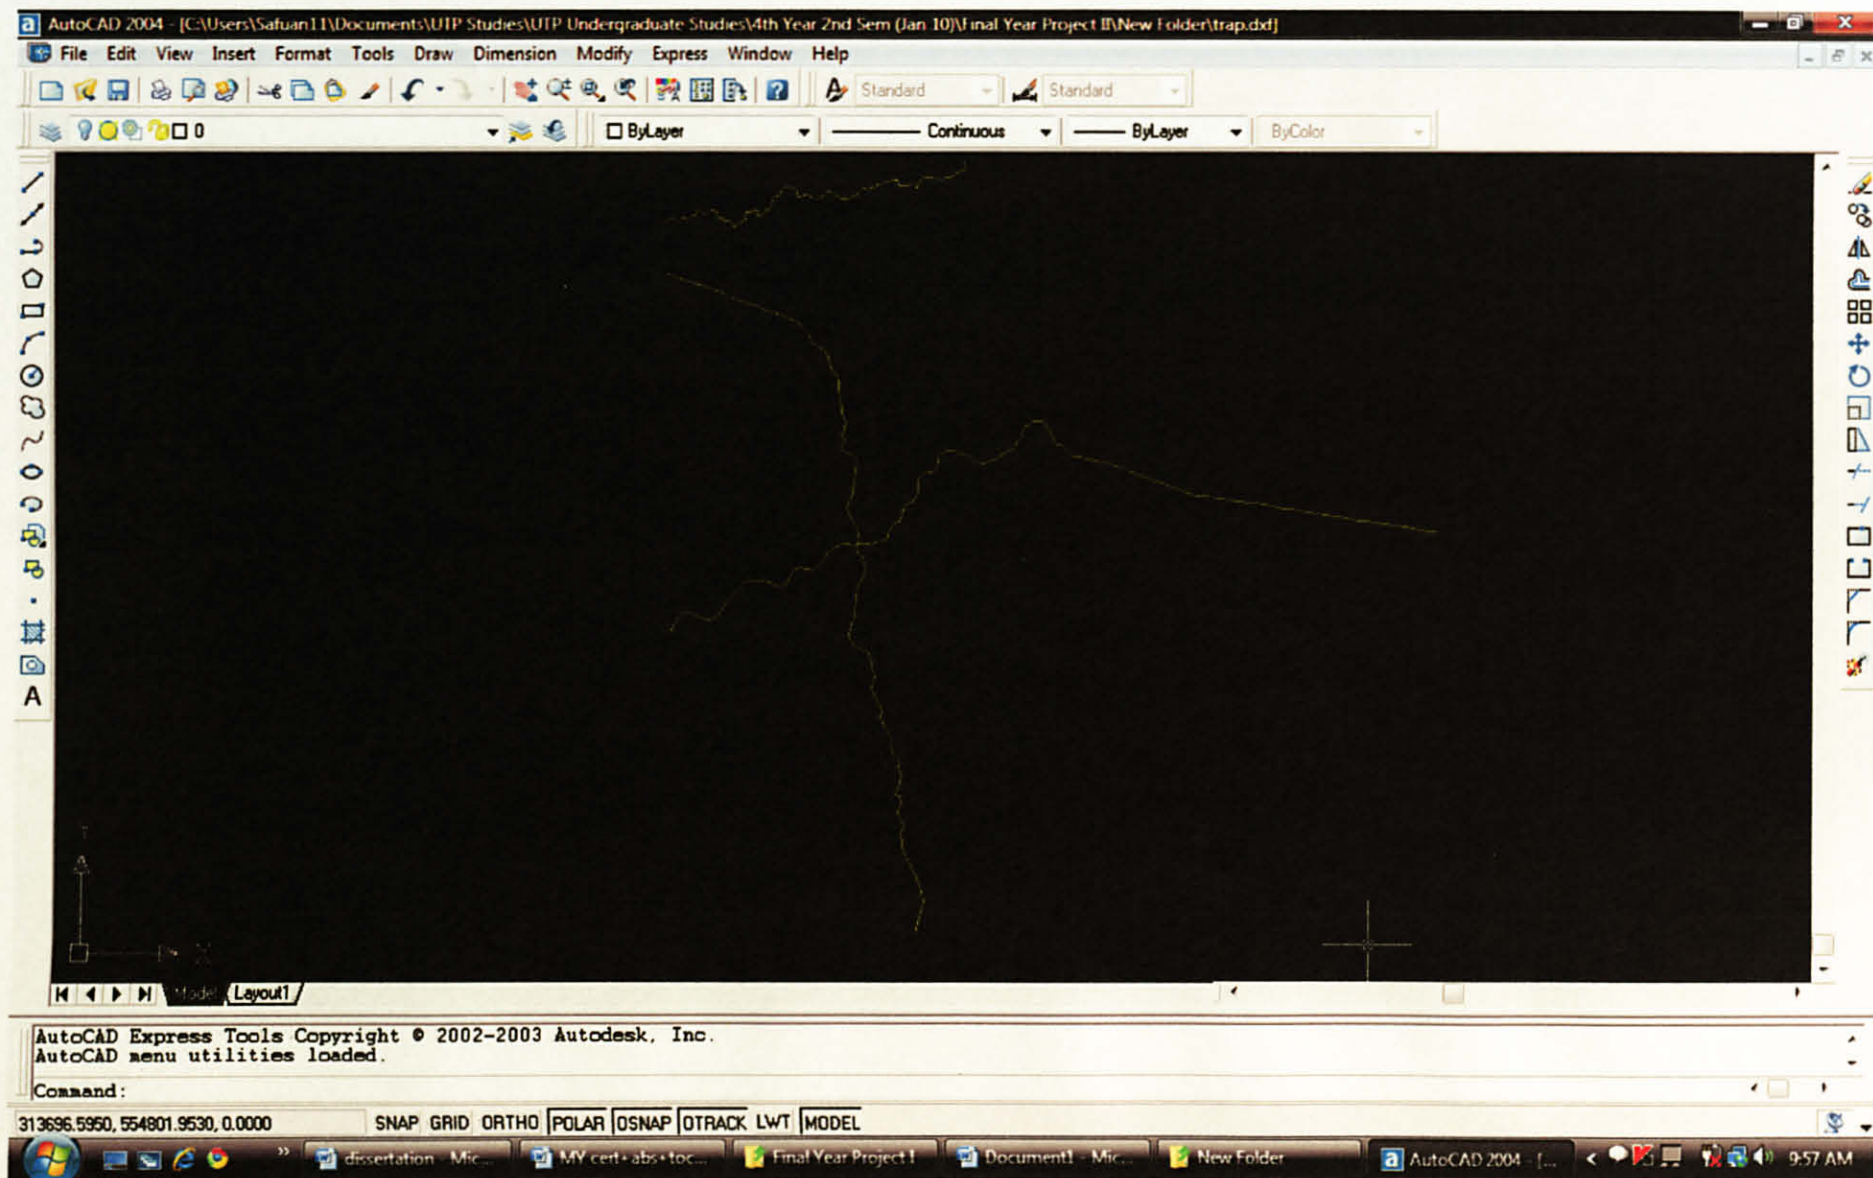 AutoCAD 2004 - [C:\Users\Safuan11\Documents\UTP Studies\UTP Undergraduate Studies\4th Year 2nd Sem (Jan 10)\Final Year Project II\New Folder\trap.dxf]
File Edit View Insert Format Tools Draw Dimension Modify Express Window Help
Standard Standard
0 ByLayer Continuous ByLayer ByColor
A
Y
X
Model Layout1
AutoCAD Express Tools Copyright © 2002-2003 Autodesk, Inc.
AutoCAD menu utilities loaded.
Command:
313696.5950, 554801.9530, 0.0000 SNAP GRID ORTHO POLAR OSNAP OTRACK LWT MODEL
dissertation - Mic... MY cert+abs+toc... Final Year Project I Document1 - Mic... New Folder AutoCAD 2004 - [... 9:57 AM